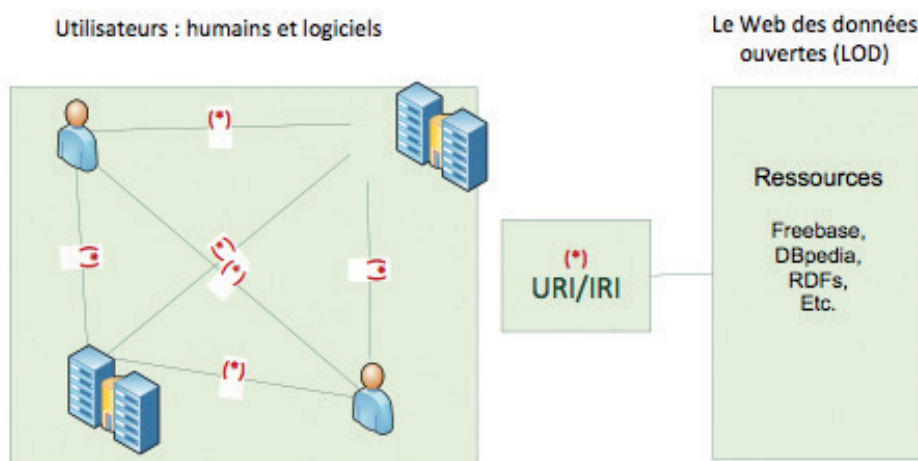 Utilisateurs : humains et logiciels
Le Web des données
ouvertes (LOD)
(*)
(*)
(*)
(*)
(*)
(*)
(*)
URI/IRI
Ressources
Freebase,
DBpedia,
RDFs,
Etc.